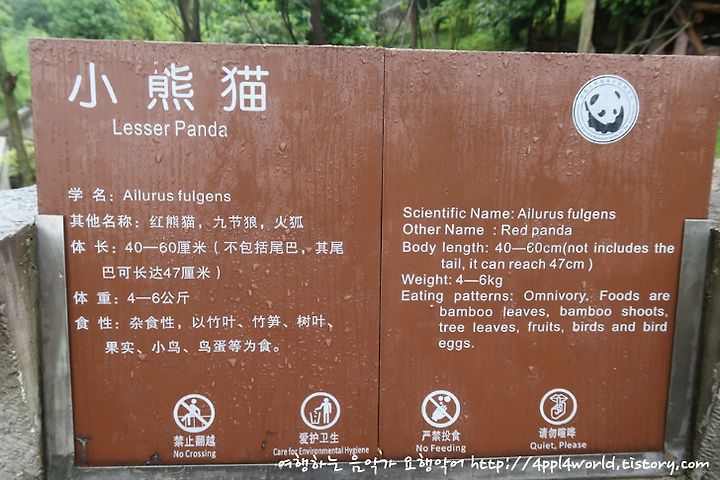 小熊猫
Lesser Panda
学 名：Ailurus fulgens
其他名称：红熊猫，九节狼，火狐
体 长：40—60厘米（不包括尾巴，其尾
巴可长达47厘米）
体 重：4—6公斤
食 性：杂食性，以竹叶、竹笋、树叶、
果实、小鸟、鸟蛋等为食。
Scientific Name: Ailurus fulgens
Other Name : Red panda
Body length: 40—60cm(not includes the
tail, it can reach 47cm )
Weight: 4—6kg
Eating patterns: Omnivory. Foods are
bamboo leaves, bamboo shoots,
tree leaves, fruits, birds and bird
eggs.
禁止翻越
No Crossing
爱护卫生
Care for Environmental Hygiene
严禁投食
No Feeding
请勿喧哗
Quiet, Please
여행하는 음악가 요행악어 http://4ppl4world.tistory.com